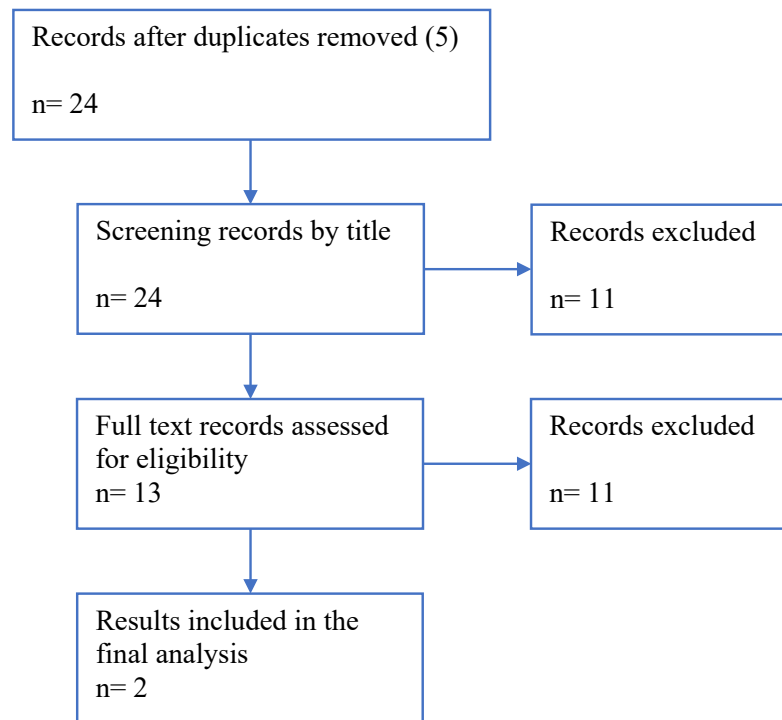 Records after duplicates removed (5)
n= 24
Screening records by title
n= 24
Records excluded
n= 11
Full text records assessed
for eligibility
n= 13
Records excluded
n= 11
Results included in the
final analysis
n= 2